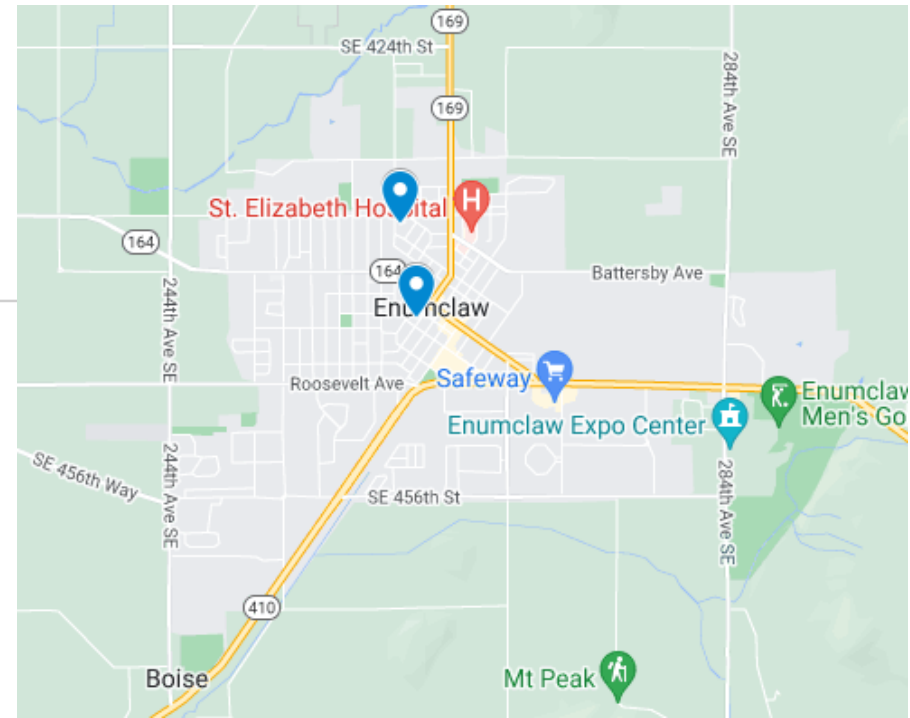 169
SE 424th St
169
284th Ave SE
St. Elizabeth Hospital
H
164
164
Battersby Ave
244th Ave SE
Enumclaw
Roosevelt Ave
Safeway
Enumclaw
Men's Go
Enumclaw Expo Center
SE 456th Way
244th Ave SE
284th Ave SE
SE 456th St
410
Boise
Mt Peak